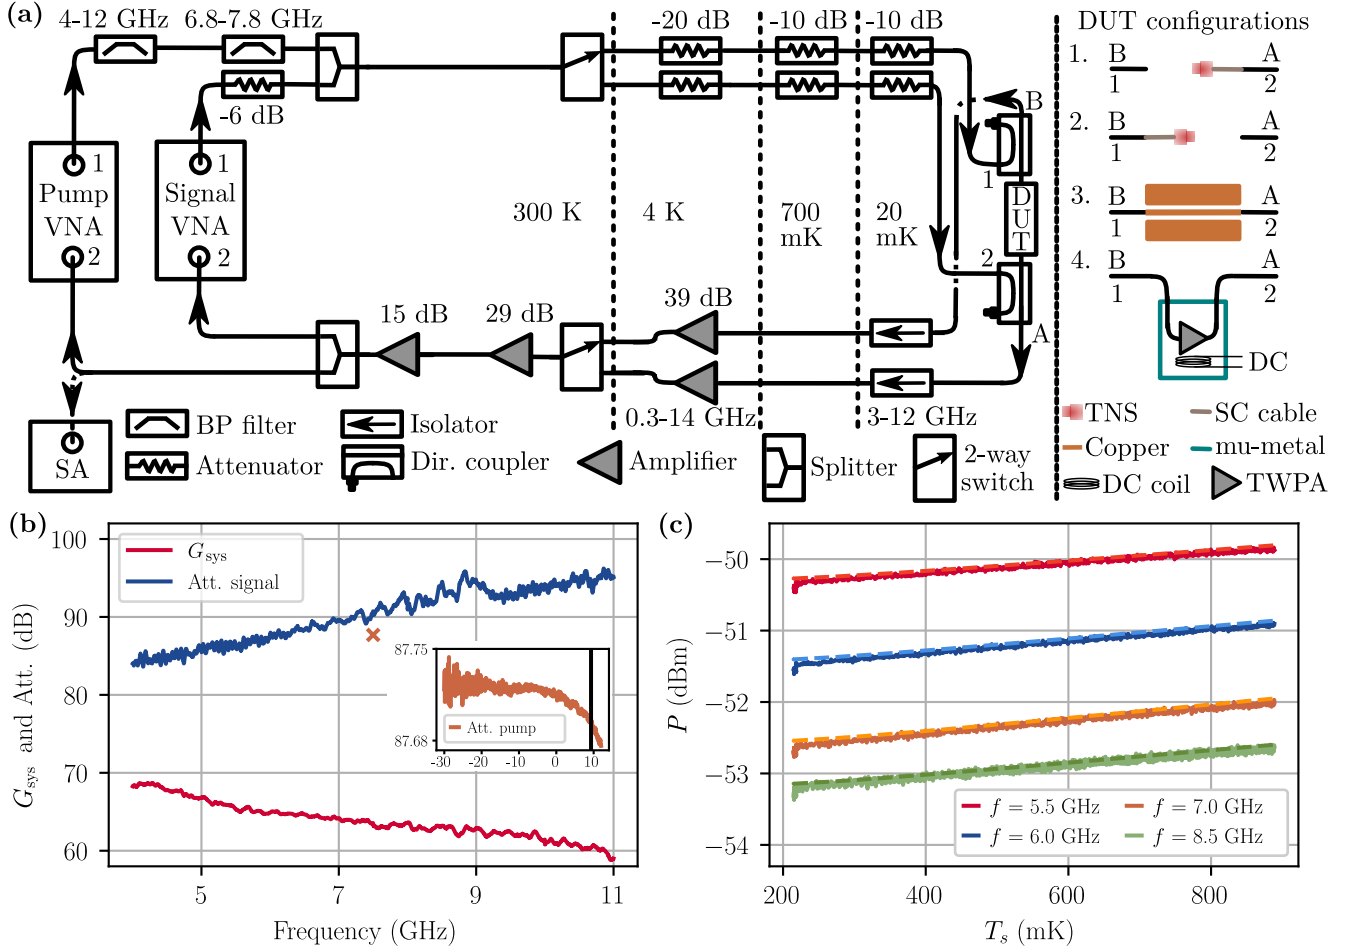 (a)
4-12 GHz
6.8-7.8 GHz
-20 dB
-10 dB
-10 dB
DUT configurations
-6 dB
1
Pump
VNA
2
1
Signal
VNA
2
300 K
4 K
700
mK
20
mK
B
1
DUT
2
A
15 dB
29 dB
39 dB
0.3-14 GHz
3-12 GHz
SA
BP filter
Attenuator
Isolator
Dir. coupler
Amplifier
Splitter
2-way
switch
1.
B
1
A
2
2.
B
1
A
2
3.
B
1
A
2
4.
B
1
A
2
DC
TNS
SC cable
Copper
mu-metal
DC coil
TWPA
(b)
Gsys
Att. signal
100
90
80
70
60
Gsys and Att. (dB)
5
7
9
11
Frequency (GHz)
87.75
87.68
Att. pump
-30
-20
-10
0
10
(c)
−50
−51
−52
−53
−54
P (dBm)
f = 5.5 GHz
f = 7.0 GHz
f = 6.0 GHz
f = 8.5 GHz
200
400
600
800
Ts (mK)